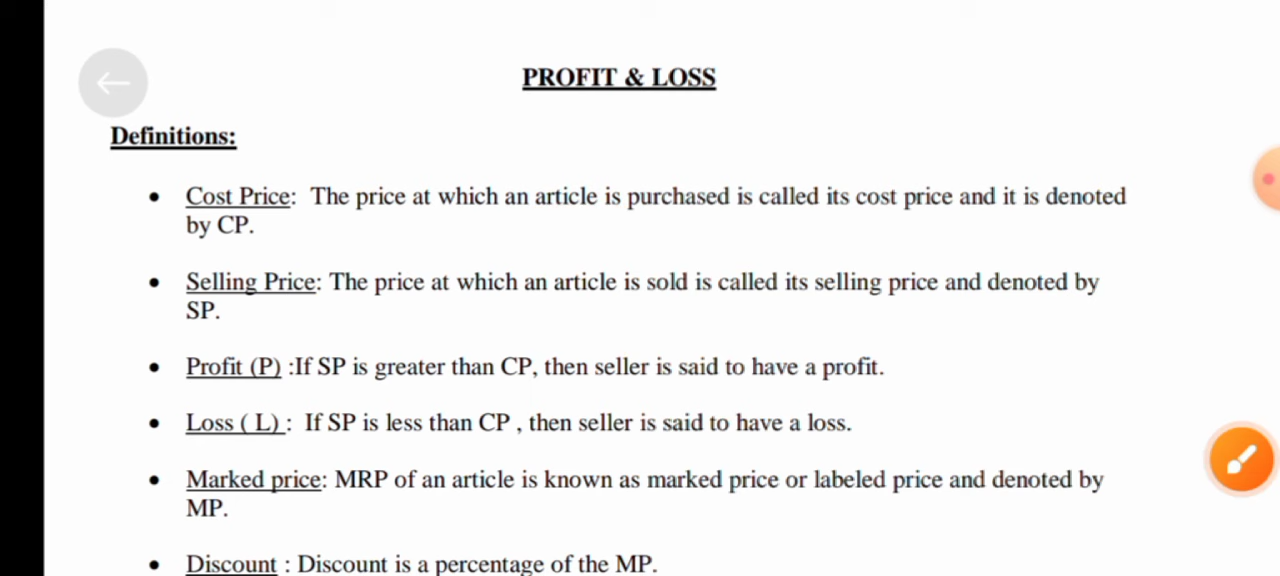 PROFIT & LOSS
Definitions:
• Cost Price:  The price at which an article is purchased is called its cost price and it is denoted
by CP.
• Selling Price: The price at which an article is sold is called its selling price and denoted by
SP.
• Profit (P) :If SP is greater than CP, then seller is said to have a profit.
• Loss ( L) :  If SP is less than CP , then seller is said to have a loss.
• Marked price: MRP of an article is known as marked price or labeled price and denoted by
MP.
• Discount : Discount is a percentage of the MP.